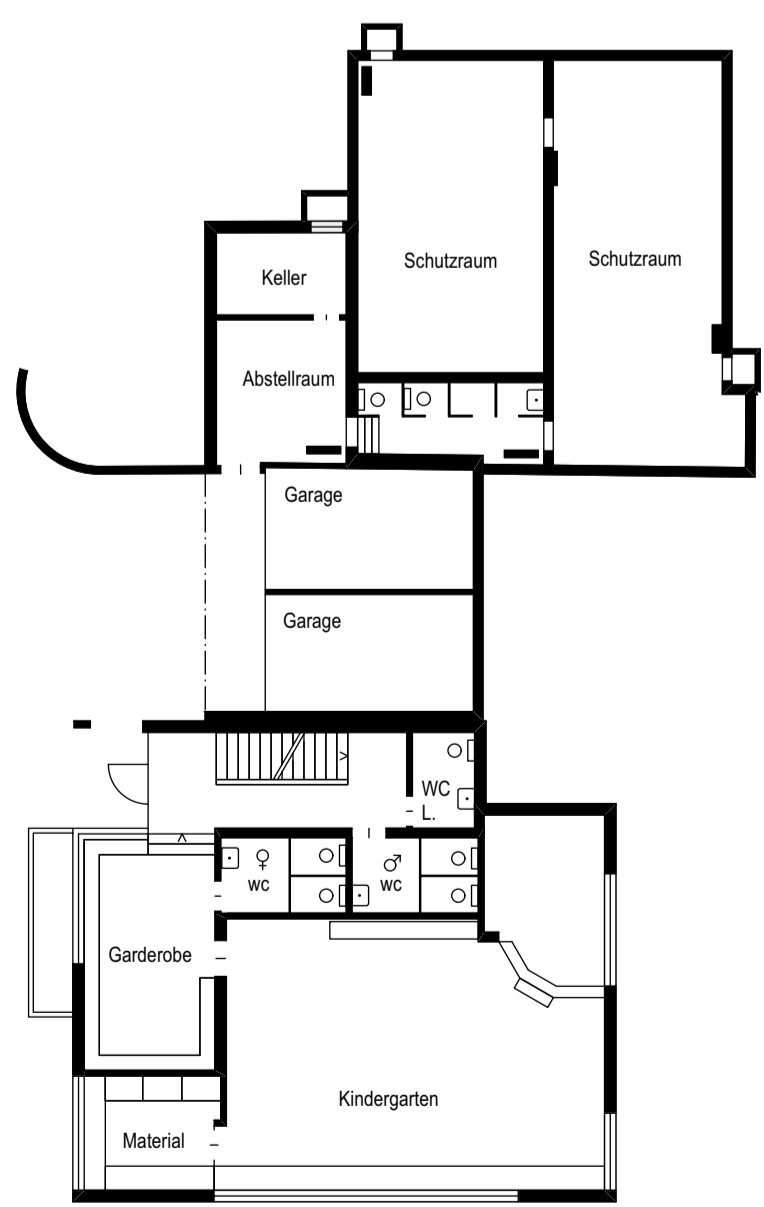 Schutzraum
Schutzraum
Keller
Abstellraum
Garage
Garage
WC
L.
wc
wc
Garderobe
Kindergarten
Material